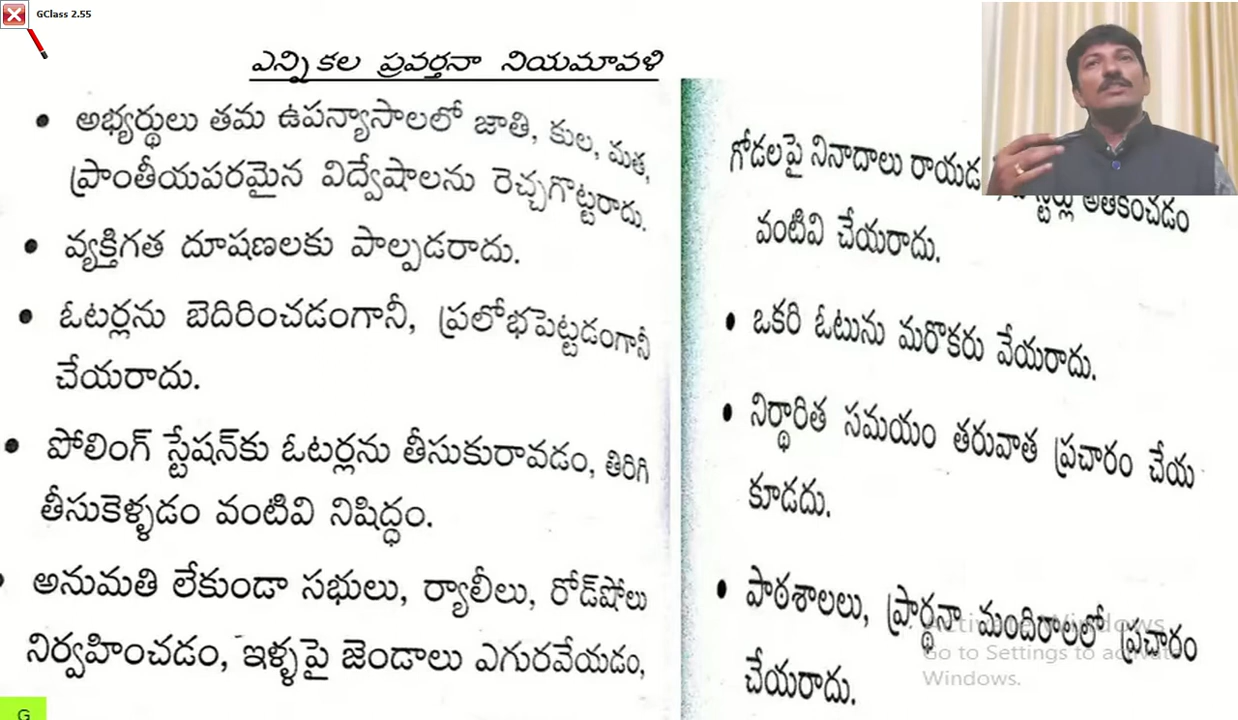 GClass 2.55
ఎన్నికల ప్రవర్తనా నియమావళి
• అభ్యర్థులు తమ ఉపన్యాసాలలో జాతి, కుల, మత,
ప్రాంతీయపరమైన విద్వేషాలను రెచ్చగొట్టరాదు.
• వ్యక్తిగత దూషణలకు పాల్పడరాదు.
• ఓటర్లను బెదిరించడంగానీ, ప్రలోభపెట్టడంగానీ
చేయరాదు.
• పోలింగ్ స్టేషన్‌కు ఓటర్లను తీసుకురావడం, తిరిగి
తీసుకెళ్ళడం వంటివి నిషిద్ధం.
• అనుమతి లేకుండా సభులు, ర్యాలీలు, రోడ్‌షోలు
నిర్వహించడం, ఇళ్ళపై జెండాలు ఎగురవేయడం,
గోడలపై నినాదాలు అతికించడం
వంటివి చేయరాదు.
• ఒకరి ఓటును మరొకరు వేయరాదు.
• నిర్ధారిత సమయం తరువాత ప్రచారం చేయ
కూడదు.
• పాఠశాలలు, ప్రార్థనా మందిరాలలో ప్రచారం
చేయరాదు.
Activate Windows
Go to Settings to activate
Windows.
G